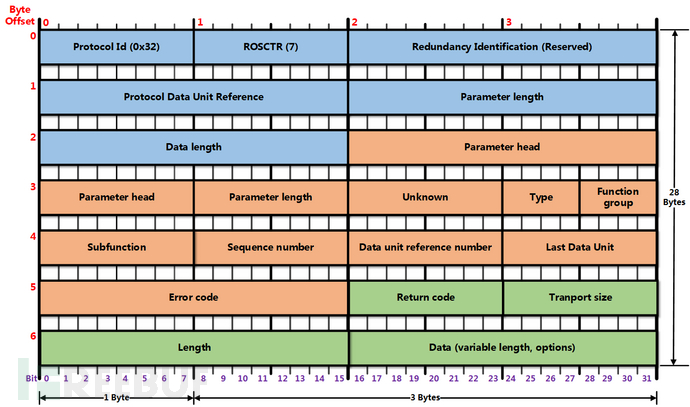 Byte
Offset
0 1 2 3
0
Protocol Id (0x32) ROSCTR (7) Redundancy Identification (Reserved)
1
Protocol Data Unit Reference Parameter length
2
Data length Parameter head
3
Parameter head Parameter length Unknown Type Function
group
28
Bytes
4
Subfunction Sequence number Data unit reference number Last Data Unit
5
Error code Return code Tranport size
6
Length Data (variable length, options)
Bit 0 1 2 3 4 5 6 7 8 9 10 11 12 13 14 15 16 17 18 19 20 21 22 23 24 25 26 27 28 29 30 31
1 Byte 3 Bytes
FREEBUF